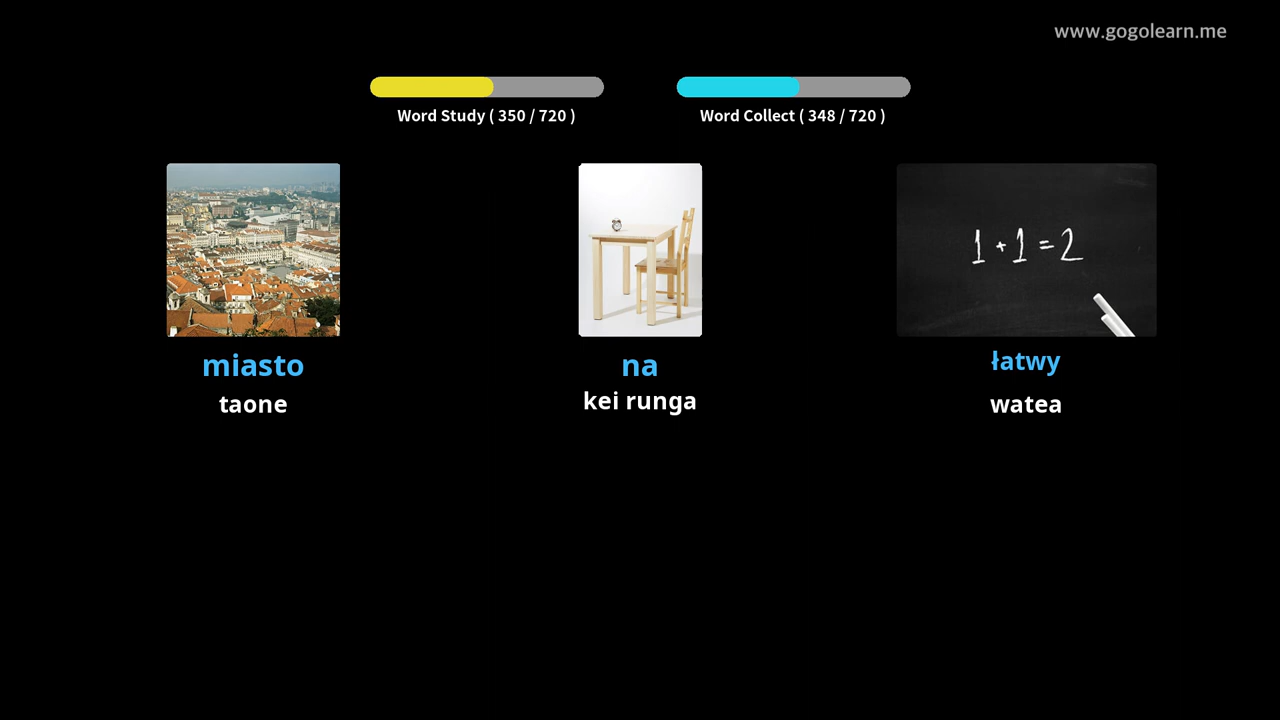 www.gogolearn.me
Word Study ( 350 / 720 )
Word Collect ( 348 / 720 )
1 + 1 = 2
miasto
taone
na
kei runga
łatwy
watea